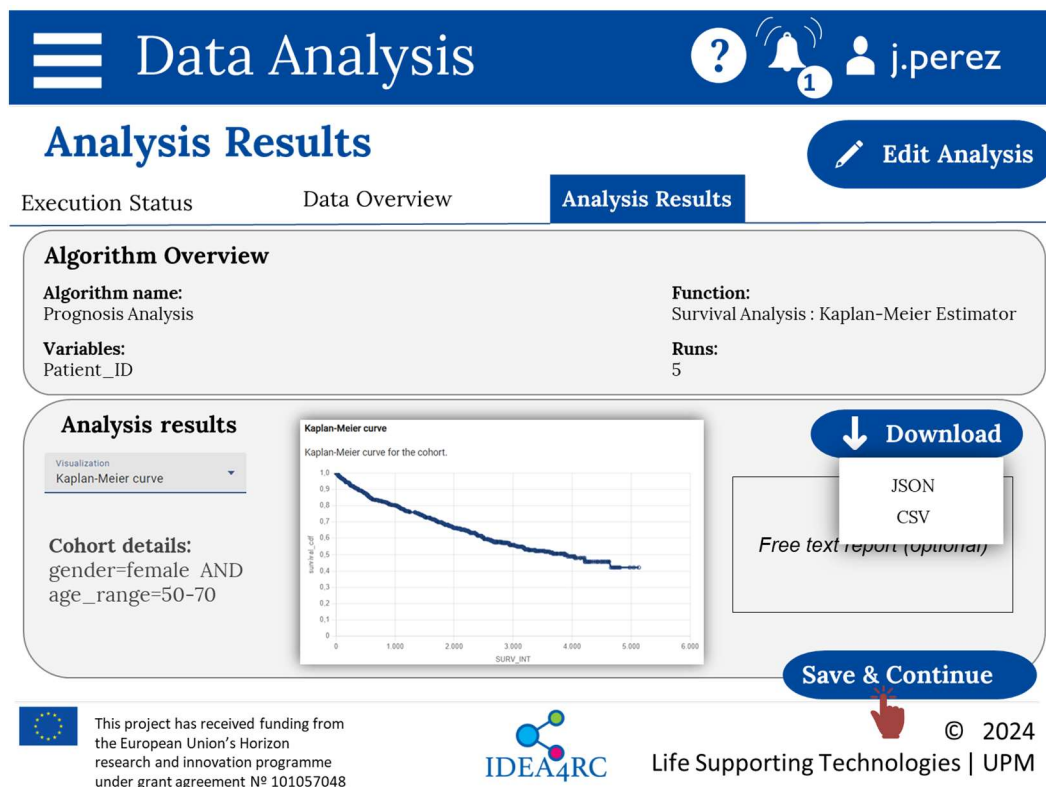 Data Analysis
?
1
j.perez
Analysis Results
Edit Analysis
Execution Status
Data Overview
Analysis Results
Algorithm Overview
Algorithm name:
Prognosis Analysis
Function:
Survival Analysis : Kaplan-Meier Estimator
Variables:
Patient_ID
Runs:
5
Analysis results
Visualization
Kaplan-Meier curve
Cohort details:
gender=female AND
age_range=50-70
Kaplan-Meier curve
Kaplan-Meier curve for the cohort.
1,0
0,9
0,8
0,7
0,6
0,5
0,4
0,3
0,2
0,1
0
survival_cdf
0
1.000
2.000
3.000
4.000
5.000
6.000
SURV_INT
Download
JSON
CSV
Free text report (optional)
Save & Continue
This project has received funding from
the European Union's Horizon
research and innovation programme
under grant agreement Nº 101057048
IDEA4RC
© 2024
Life Supporting Technologies | UPM